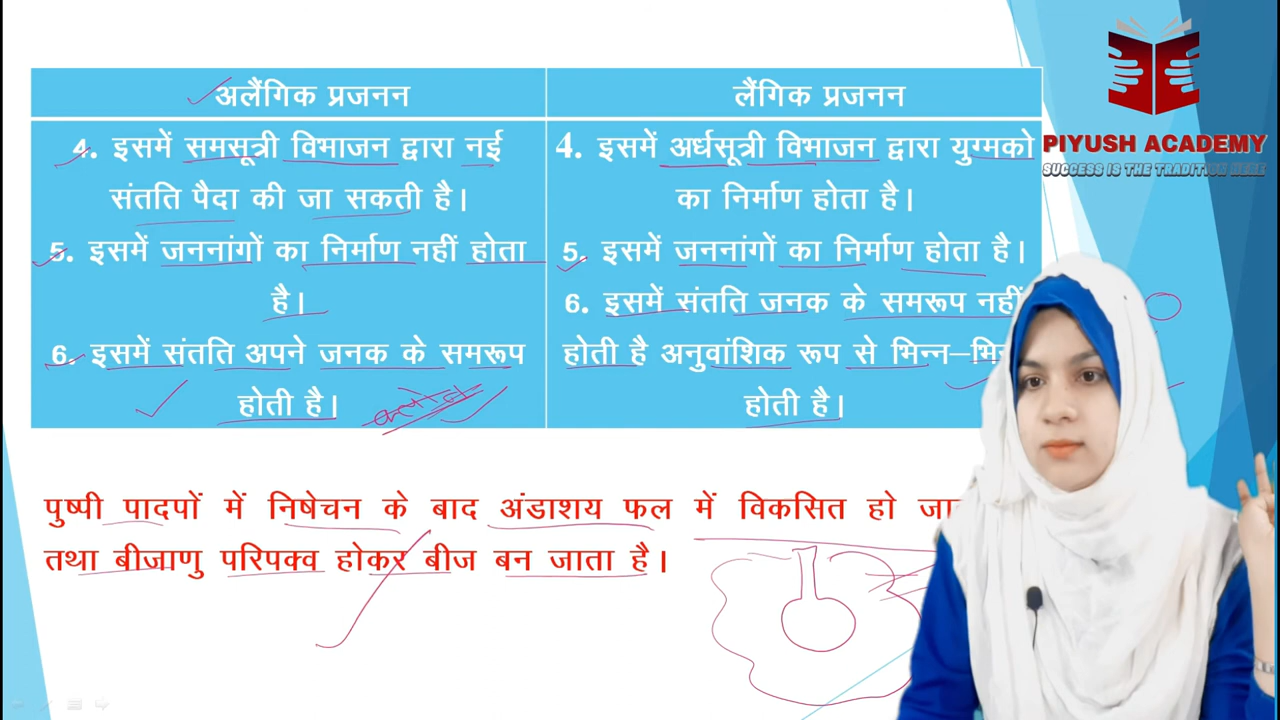 अलैंगिक प्रजनन
लैंगिक प्रजनन
4. इसमें समसूत्री विभाजन द्वारा नई
संतति पैदा की जा सकती है।
5. इसमें जननांगों का निर्माण नहीं होता
है।
6. इसमें संतति अपने जनक के समरूप
होती है।
4. इसमें अर्धसूत्री विभाजन द्वारा युग्मको
का निर्माण होता है।
5. इसमें जननांगों का निर्माण होता है।
6. इसमें संतति जनक के समरूप नहीं
होती है अनुवांशिक रूप से भिन्न–
होती है।
PIYUSH ACADEMY
SUCCESS IS THE TRADITION HERE
पुष्पी पादपों में निषेचन के बाद अंडाशय फल में विकसित हो
तथा बीजाणु परिपक्व होकर बीज बन जाता है।